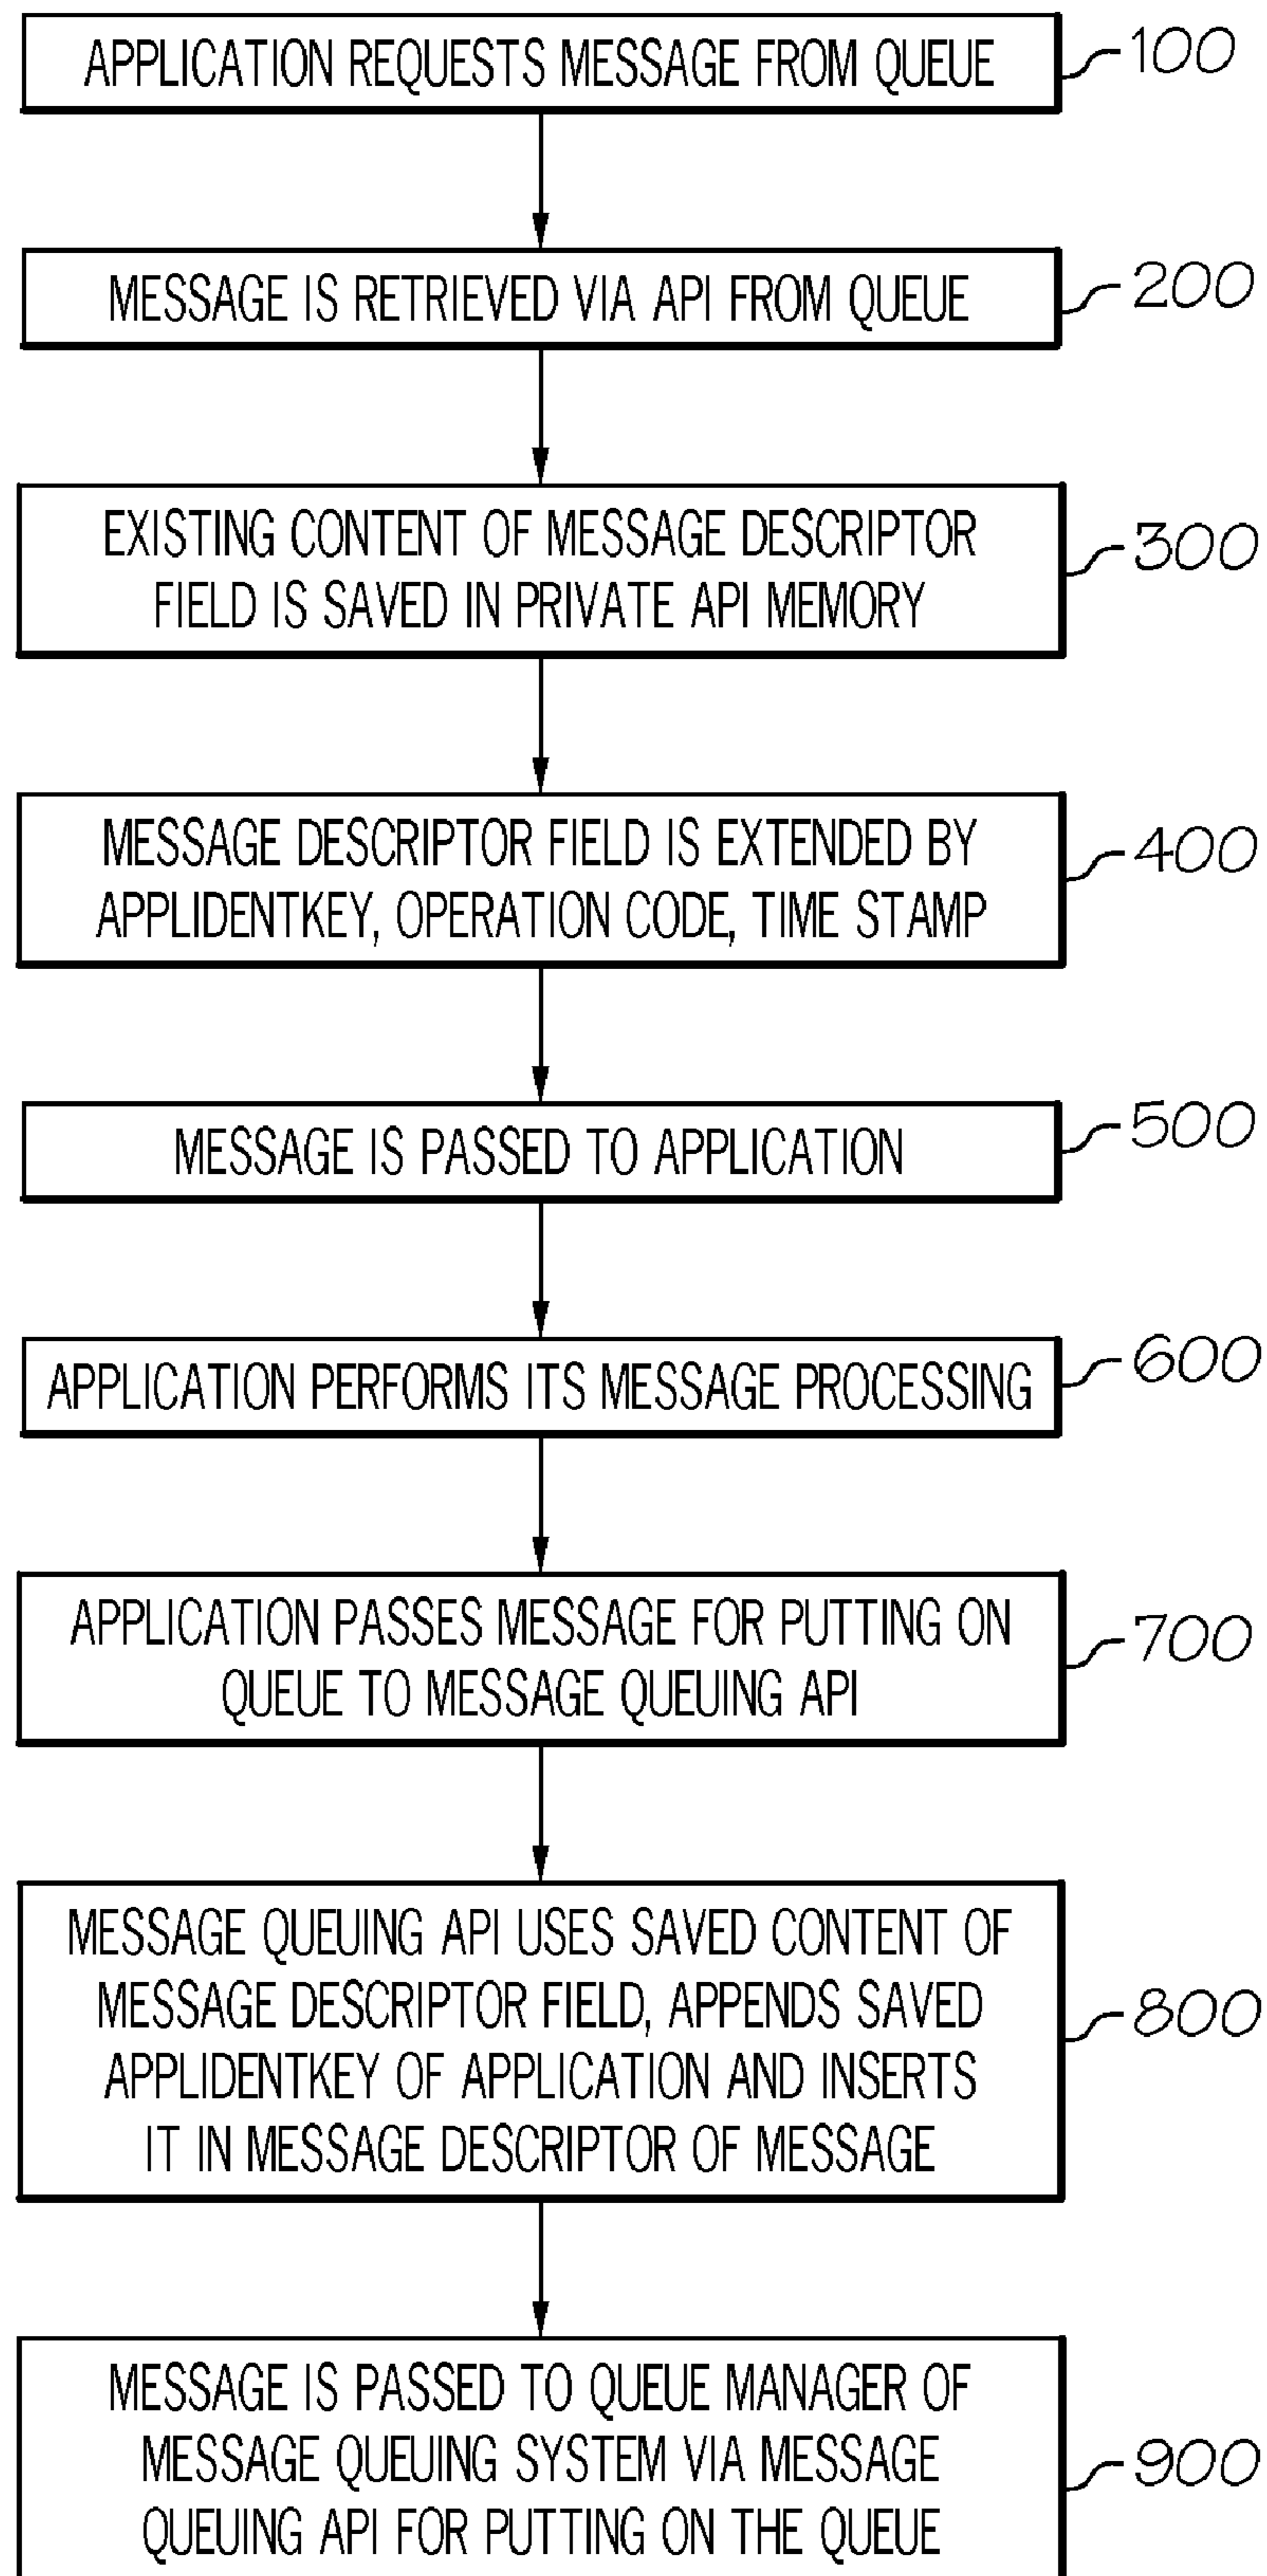 APPLICATION REQUESTS MESSAGE FROM QUEUE
100
MESSAGE IS RETRIEVED VIA API FROM QUEUE
200
EXISTING CONTENT OF MESSAGE DESCRIPTOR
FIELD IS SAVED IN PRIVATE API MEMORY
300
MESSAGE DESCRIPTOR FIELD IS EXTENDED BY
APPLIDENTKEY, OPERATION CODE, TIME STAMP
400
MESSAGE IS PASSED TO APPLICATION
500
APPLICATION PERFORMS ITS MESSAGE PROCESSING
600
APPLICATION PASSES MESSAGE FOR PUTTING ON
QUEUE TO MESSAGE QUEUING API
700
MESSAGE QUEUING API USES SAVED CONTENT OF
MESSAGE DESCRIPTOR FIELD, APPENDS SAVED
APPLIDENTKEY OF APPLICATION AND INSERTS
IT IN MESSAGE DESCRIPTOR OF MESSAGE
800
MESSAGE IS PASSED TO QUEUE MANAGER OF
MESSAGE QUEUING SYSTEM VIA MESSAGE
QUEUING API FOR PUTTING ON THE QUEUE
900